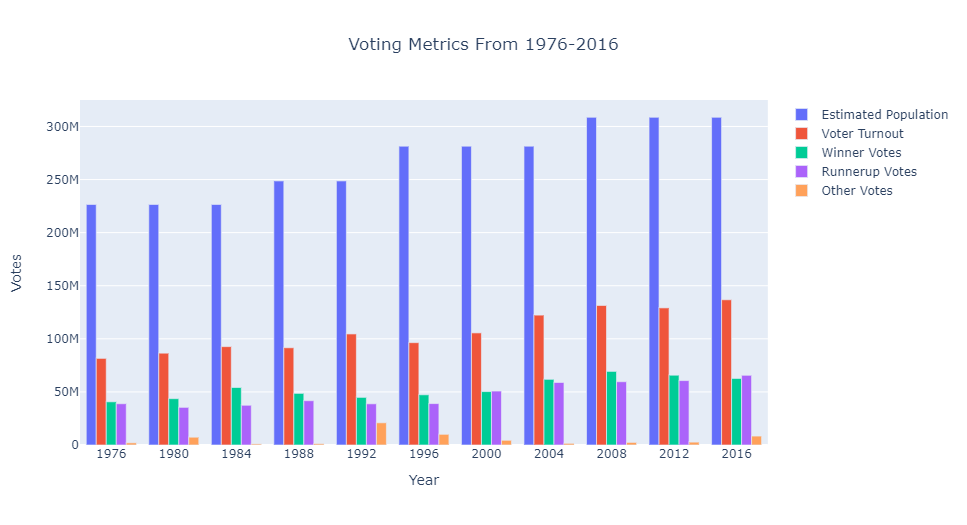 Voting Metrics From 1976-2016
Estimated Population
Voter Turnout
Winner Votes
Runnerup Votes
Other Votes
Votes
300M
250M
200M
150M
100M
50M
0
1976 1980 1984 1988 1992 1996 2000 2004 2008 2012 2016
Year